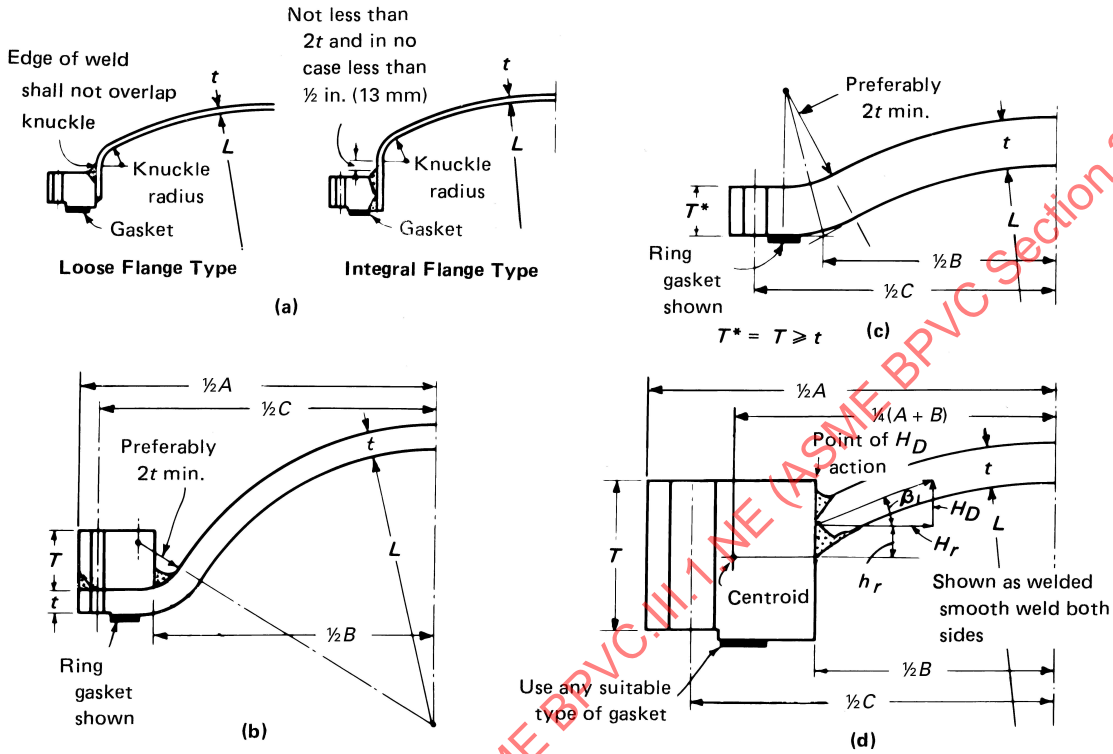 Edge of weld
shall not overlap
knuckle
t
L
Knuckle
radius
Gasket
Loose Flange Type
Not less than
2t and in no
case less than
½ in. (13 mm)
t
L
Knuckle
radius
Gasket
Integral Flange Type
(a)
Preferably
2t min.
t
T*
L
Ring
gasket
shown
½B
½C
T* = T ⩾ t
(c)
½A
½C
Preferably
2t min.
t
T
t
L
½B
Ring
gasket
shown
(b)
½A
¼(A + B)
Point of H_D
action
t
β₁
H_D
L
H_r
h_r
T
Centroid
Shown as welded
smooth weld both
sides
½B
Use any suitable
type of gasket
½C
(d)
ASME BPVC.III.1.NE (ASME BPVC Section